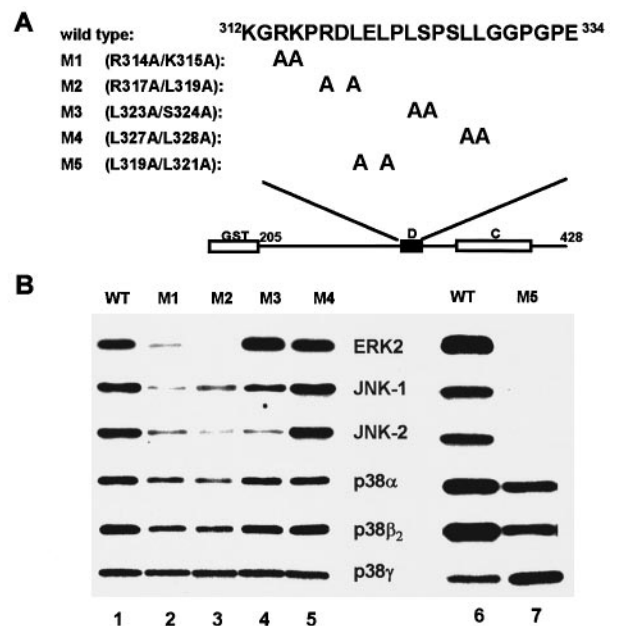 A
wild type: 312KGRKPRDLELPLSPSLLGGPGPE 334
M1 (R314A/K315A): AA
M2 (R317A/L319A): A A
M3 (L323A/S324A): AA
M4 (L327A/L328A): AA
M5 (L319A/L321A): A A
GST 205 D C 428
B
WT M1 M2 M3 M4 WT M5
ERK2
JNK-1
JNK-2
p38α
p38β2
p38γ
1 2 3 4 5 6 7